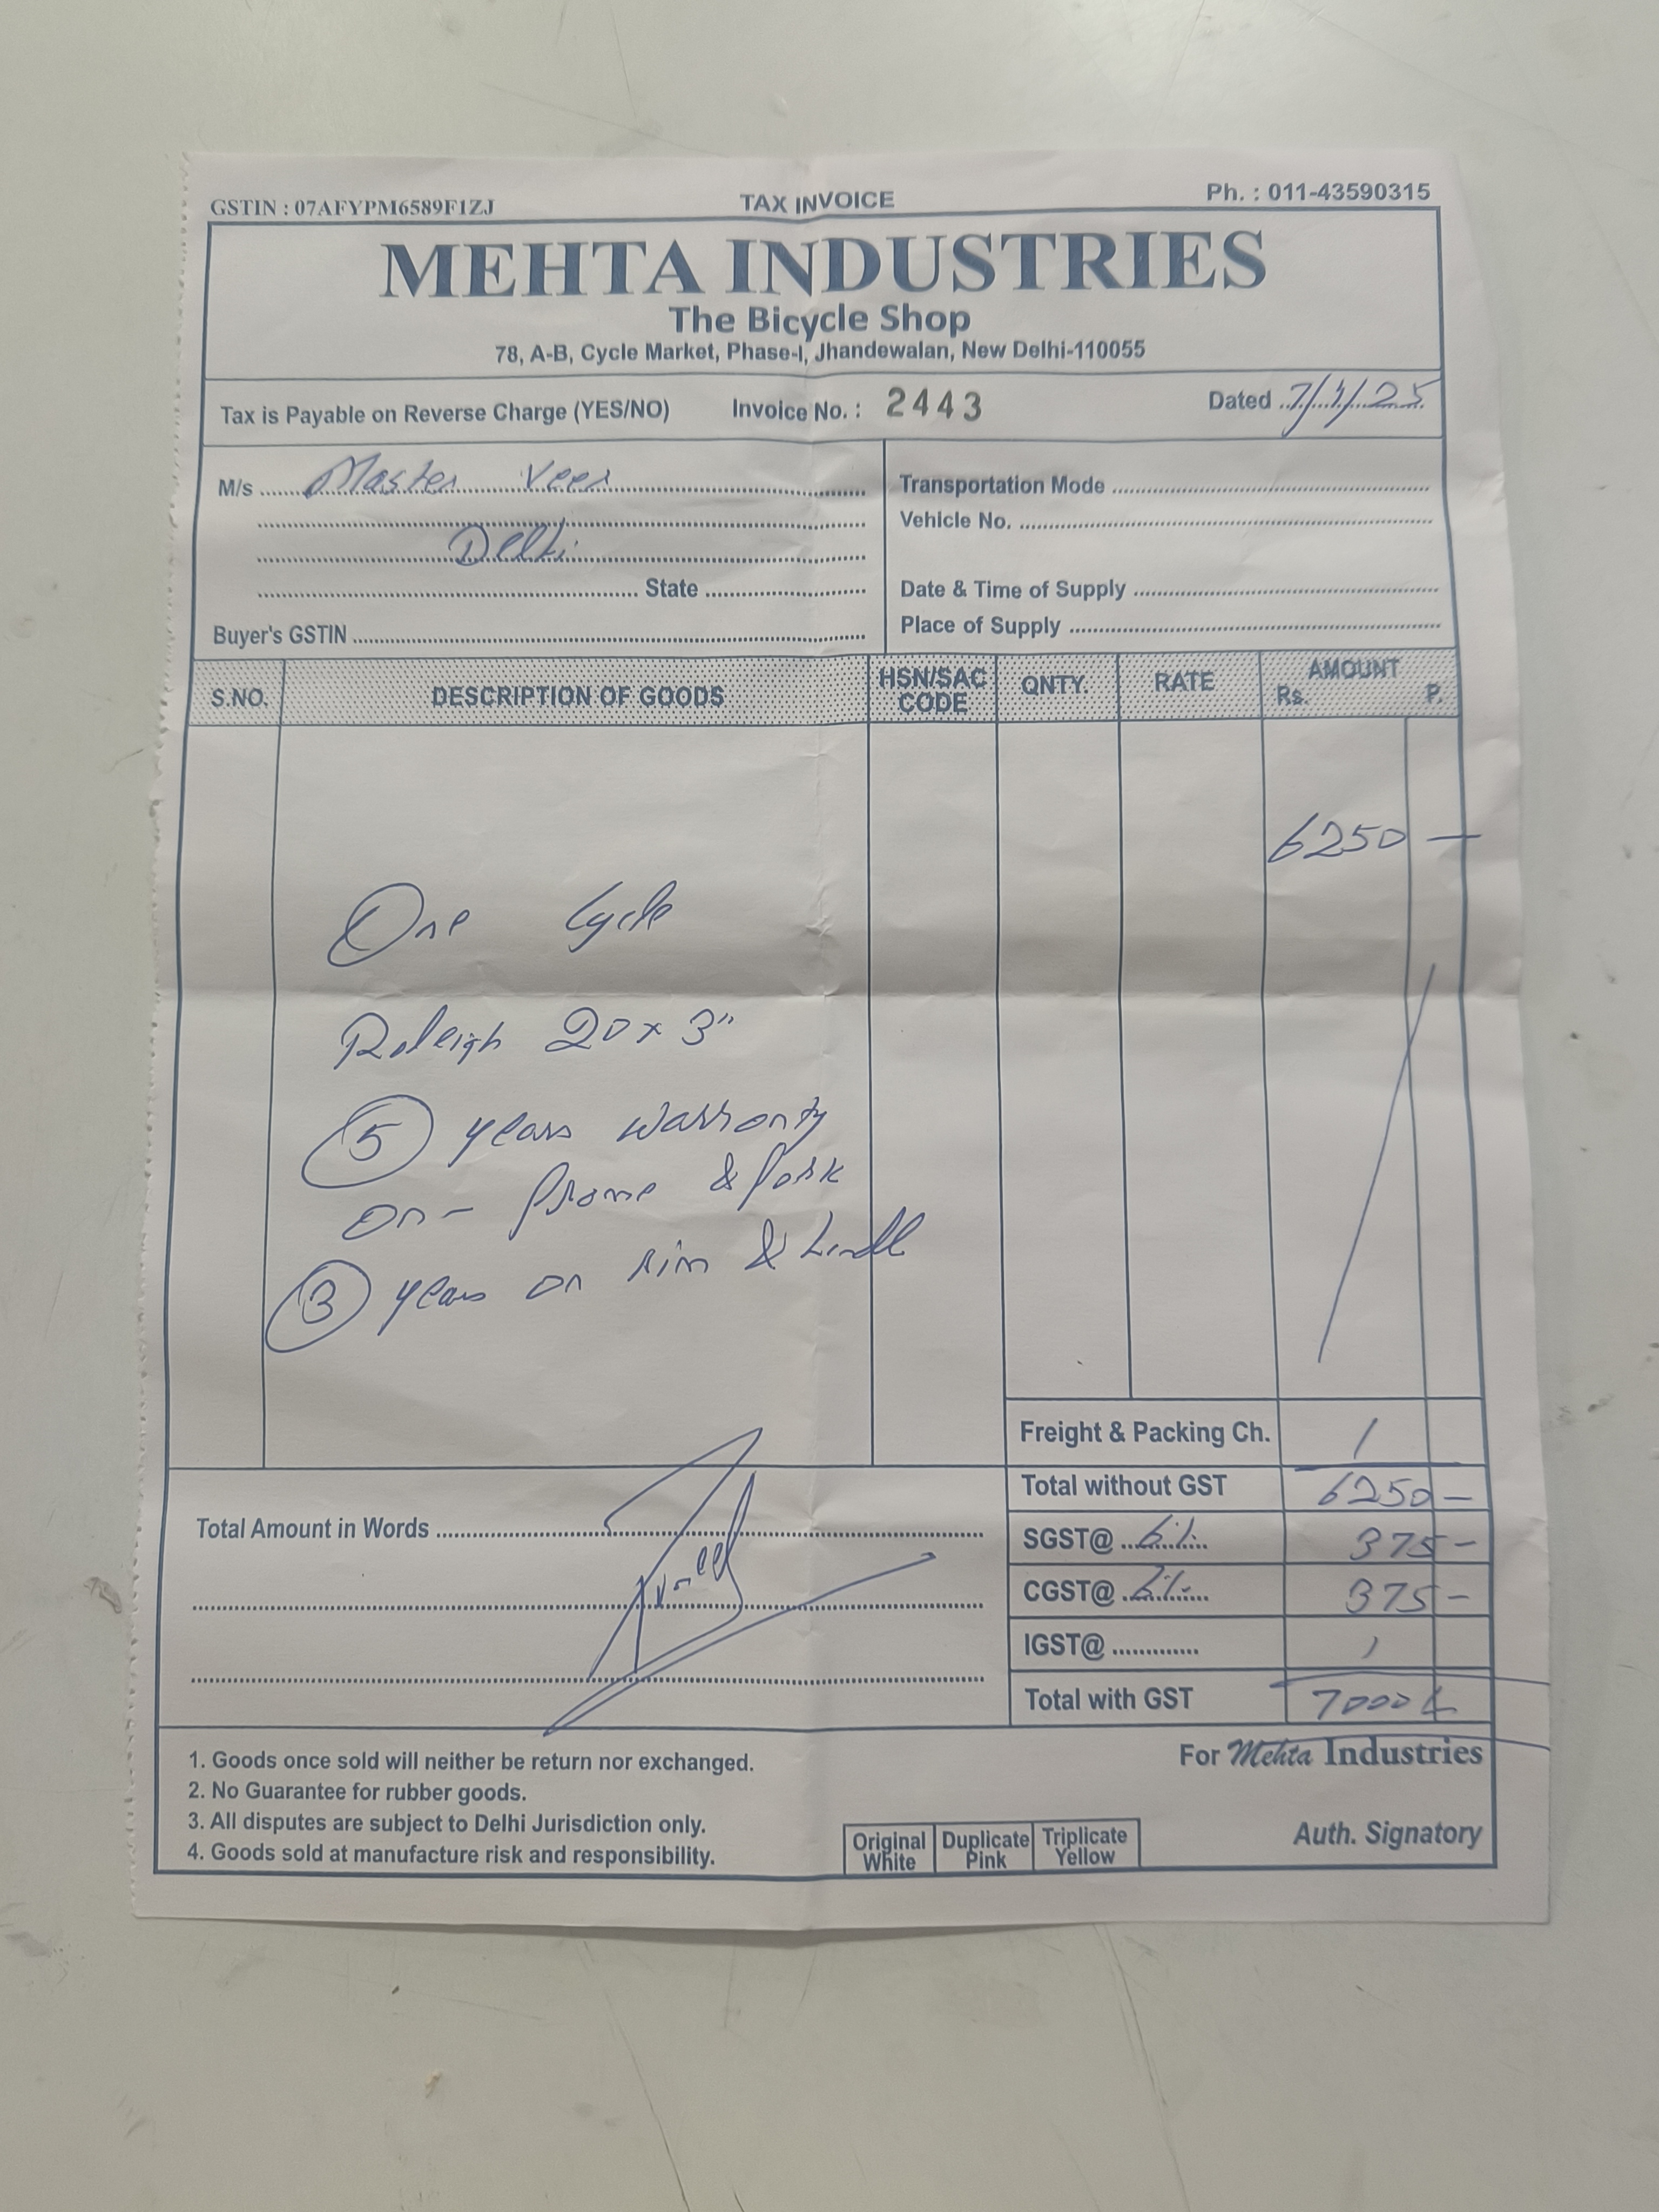 GSTIN : 07AFYPM6589F1ZJ TAX INVOICE Ph. : 011-43590315
MEHTA INDUSTRIES
The Bicycle Shop
78, A-B, Cycle Market, Phase-I, Jhandewalan, New Delhi-110055
Tax is Payable on Reverse Charge (YES/NO) Invoice No. : 2443 Dated 7/ /25
M/s Master Veer
Delhi
State
Buyer's GSTIN
Transportation Mode
Vehicle No.
Date & Time of Supply
Place of Supply
S.NO. DESCRIPTION OF GOODS HSN/SAC CODE QNTY. RATE AMOUNT Rs. P.
6250 —
One Cycle
Raleigh 20 x 3"
5 years warranty
on - frame & fork
3 years on rim &
Freight & Packing Ch. /
Total without GST 6250 —
SGST@ 6% 375 —
CGST@ 6% 375 —
IGST@
Total with GST 7000
Total Amount in Words
1. Goods once sold will neither be return nor exchanged.
2. No Guarantee for rubber goods.
3. All disputes are subject to Delhi Jurisdiction only.
4. Goods sold at manufacture risk and responsibility.
Original White Duplicate Pink Triplicate Yellow
For Mehta Industries
Auth. Signatory